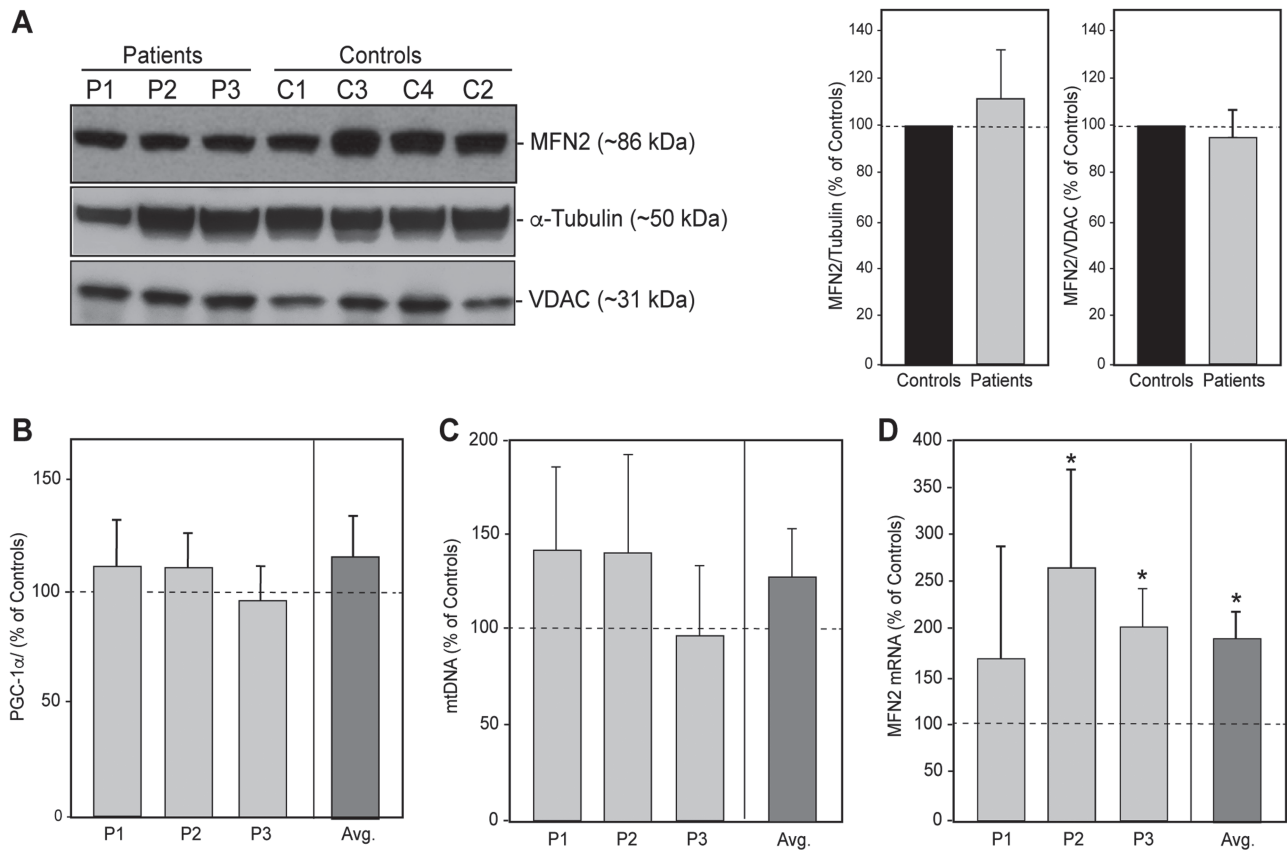 A
Patients Controls
P1 P2 P3 C1 C3 C4 C2
- MFN2 (~86 kDa)
- α-Tubulin (~50 kDa)
- VDAC (~31 kDa)
MFN2/Tubulin (% of Controls)
140
120
100
80
60
40
20
0
Controls Patients
MFN2/VDAC (% of Controls)
140
120
100
80
60
40
20
0
Controls Patients
B
PGC-1α/ (% of Controls)
150
100
50
0
P1 P2 P3 Avg.
C
mtDNA (% of Controls)
200
150
100
50
0
P1 P2 P3 Avg.
D
MFN2 mRNA (% of Controls)
400
350
300
250
200
150
100
50
0
* * *
P1 P2 P3 Avg.